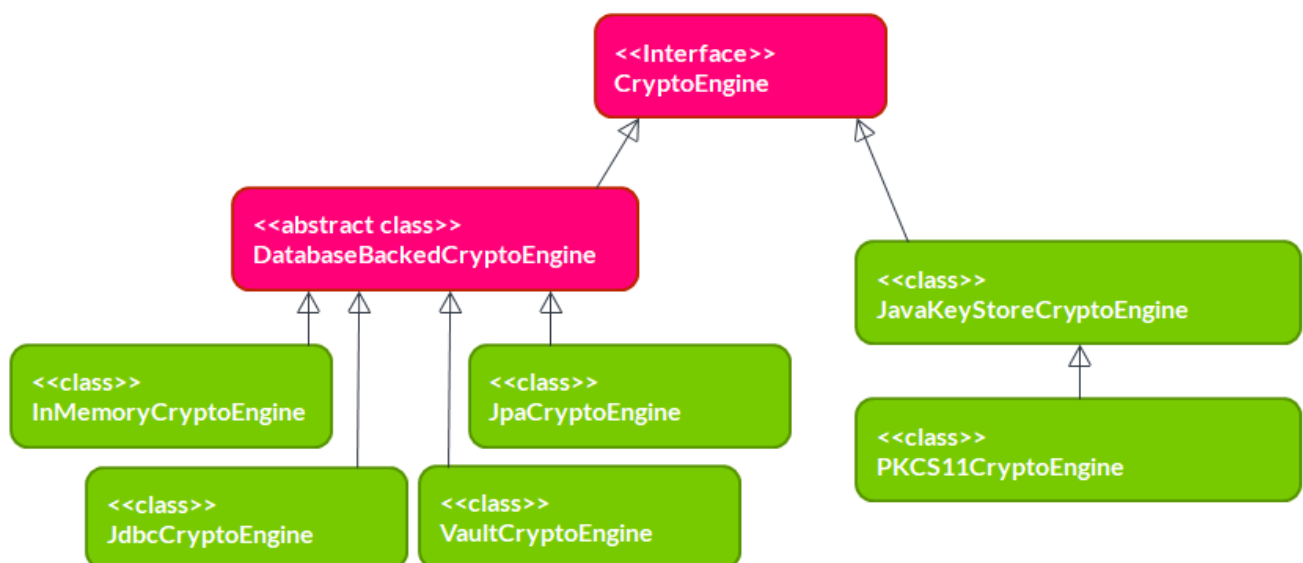 <<Interface>>
CryptoEngine
<<abstract class>>
DatabaseBackedCryptoEngine
<<class>>
JavaKeyStoreCryptoEngine
<<class>>
InMemoryCryptoEngine
<<class>>
JpaCryptoEngine
<<class>>
PKCS11CryptoEngine
<<class>>
JdbcCryptoEngine
<<class>>
VaultCryptoEngine